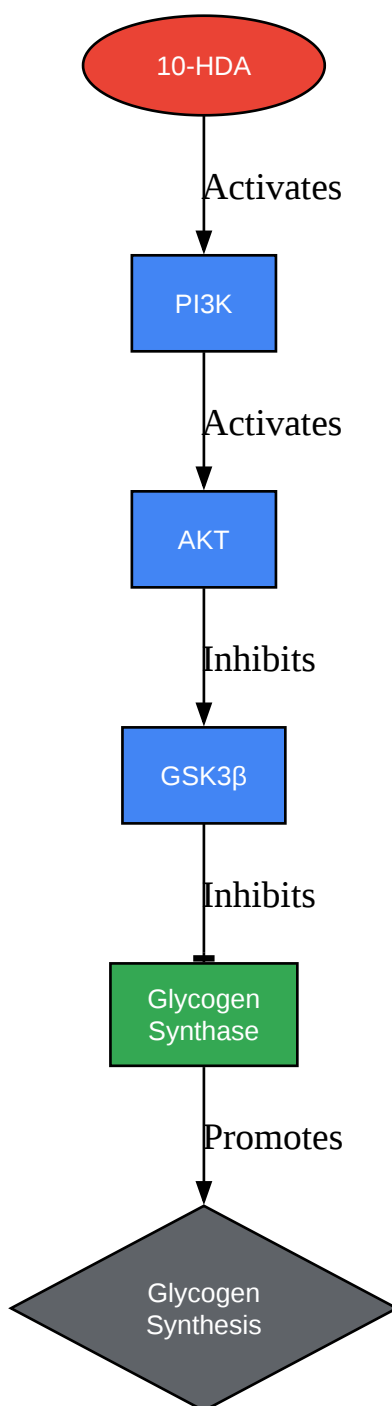 10-HDA
Activates
PI3K
Activates
AKT
Inhibits
GSK3β
Inhibits
Glycogen
Synthase
Promotes
Glycogen
Synthesis